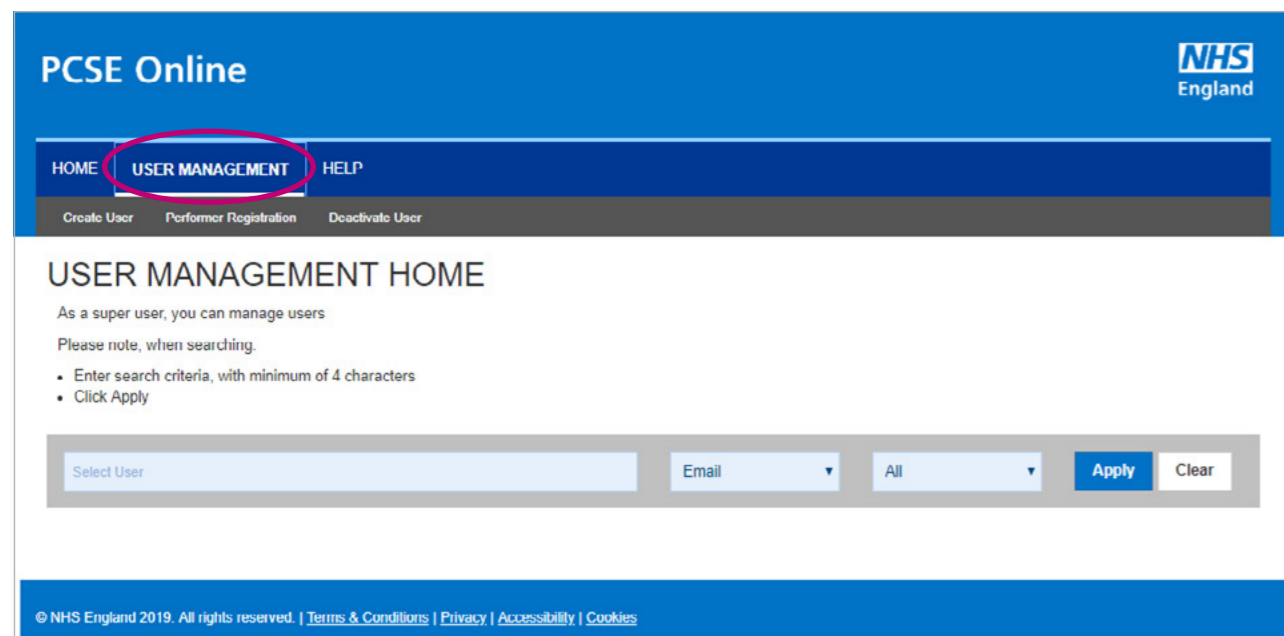 PCSE Online
NHS
England
HOME USER MANAGEMENT HELP
Create User Performer Registration Deactivate User
USER MANAGEMENT HOME
As a super user, you can manage users
Please note, when searching.
• Enter search criteria, with minimum of 4 characters
• Click Apply
Select User Email ▼ All ▼ Apply Clear
© NHS England 2019. All rights reserved. | Terms & Conditions | Privacy | Accessibility | Cookies